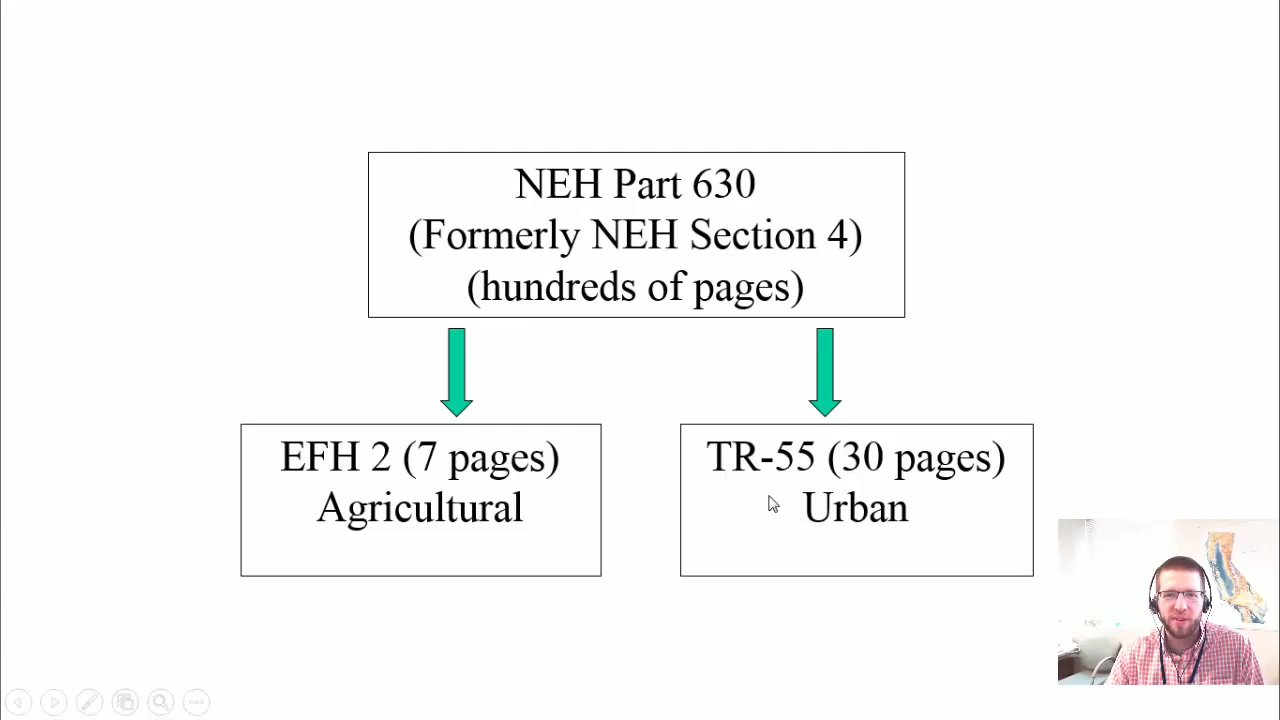 NEH Part 630
(Formerly NEH Section 4)
(hundreds of pages)
EFH 2 (7 pages)
Agricultural
TR-55 (30 pages)
Urban